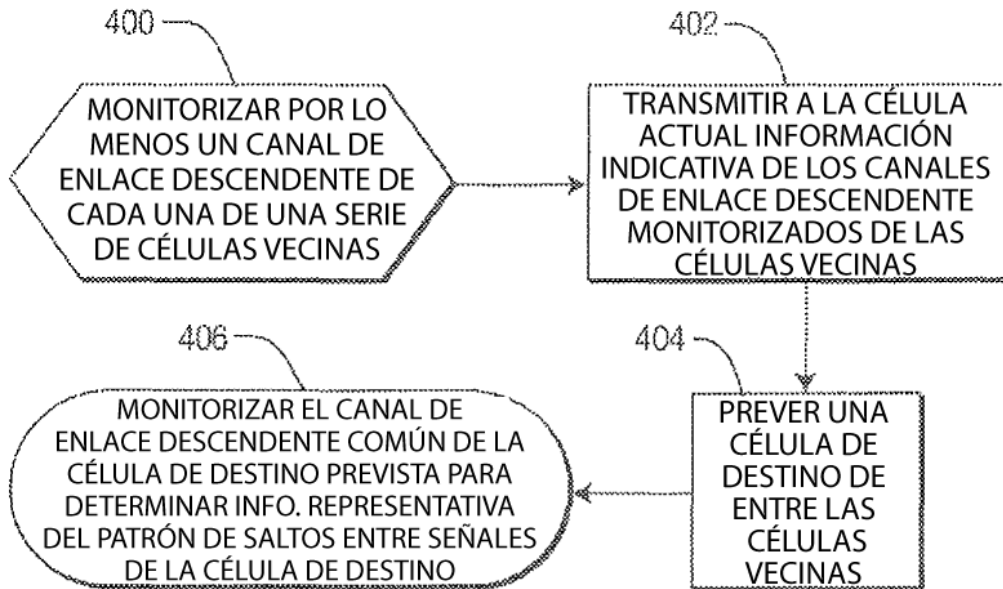 400
MONITORIZAR POR LO
MENOS UN CANAL DE
ENLACE DESCENDENTE DE
CADA UNA DE UNA SERIE
DE CÉLULAS VECINAS
402
TRANSMITIR A LA CÉLULA
ACTUAL INFORMACIÓN
INDICATIVA DE LOS CANALES
DE ENLACE DESCENDENTE
MONITORIZADOS DE LAS
CÉLULAS VECINAS
404
PREVER UNA
CÉLULA DE
DESTINO DE
ENTRE LAS
CÉLULAS
VECINAS
406
MONITORIZAR EL CANAL DE
ENLACE DESCENDENTE COMÚN DE LA
CÉLULA DE DESTINO PREVISTA PARA
DETERMINAR INFO. REPRESENTATIVA
DEL PATRÓN DE SALTOS ENTRE SEÑALES
DE LA CÉLULA DE DESTINO